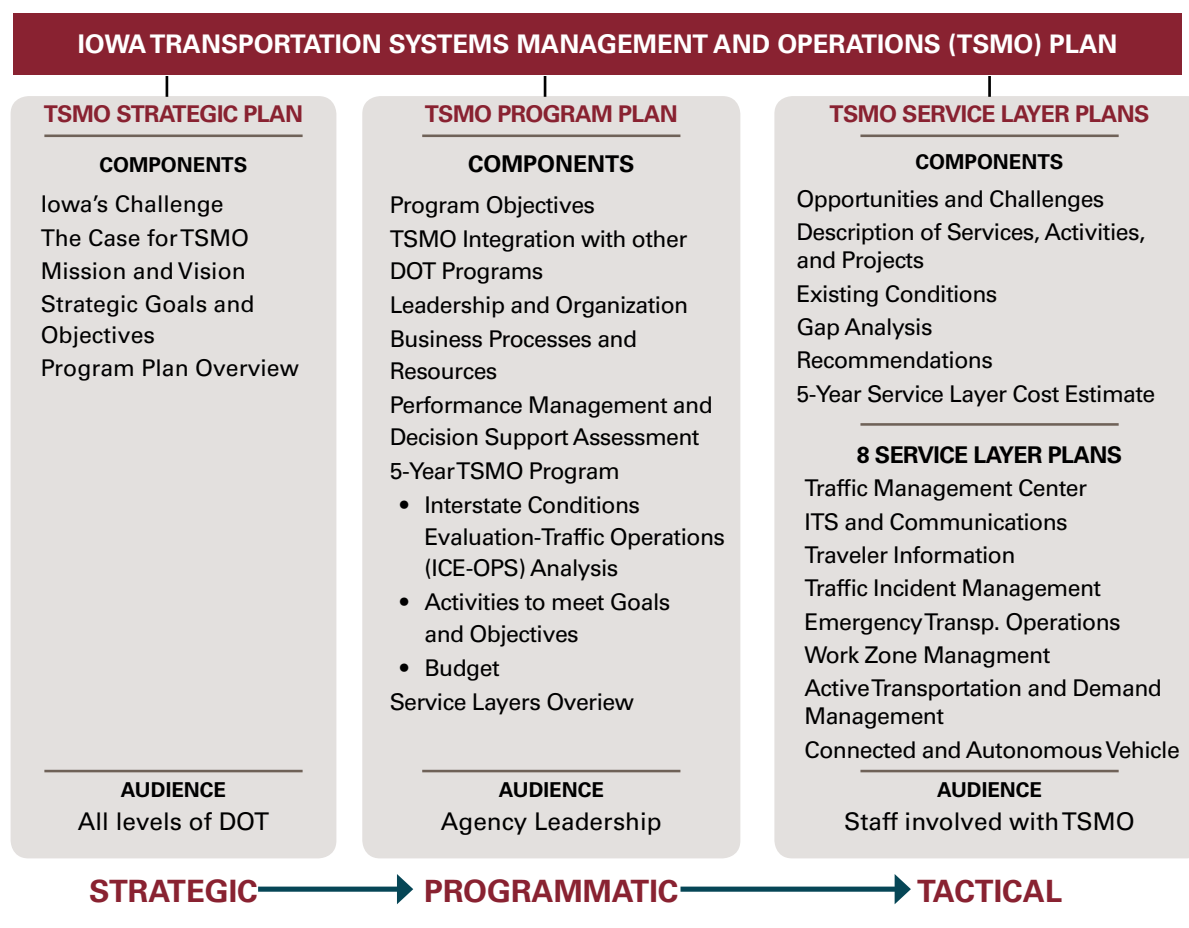 IOWA TRANSPORTATION SYSTEMS MANAGEMENT AND OPERATIONS (TSMO) PLAN
TSMO STRATEGIC PLAN
COMPONENTS
Iowa's Challenge
The Case for TSMO
Mission and Vision
Strategic Goals and
Objectives
Program Plan Overview
AUDIENCE
All levels of DOT
TSMO PROGRAM PLAN
COMPONENTS
Program Objectives
TSMO Integration with other
DOT Programs
Leadership and Organization
Business Processes and
Resources
Performance Management and
Decision Support Assessment
5-Year TSMO Program
• Interstate Conditions
Evaluation-Traffic Operations
(ICE-OPS) Analysis
• Activities to meet Goals
and Objectives
• Budget
Service Layers Overiew
AUDIENCE
Agency Leadership
TSMO SERVICE LAYER PLANS
COMPONENTS
Opportunities and Challenges
Description of Services, Activities,
and Projects
Existing Conditions
Gap Analysis
Recommendations
5-Year Service Layer Cost Estimate
8 SERVICE LAYER PLANS
Traffic Management Center
ITS and Communications
Traveler Information
Traffic Incident Management
Emergency Transp. Operations
Work Zone Managment
Active Transportation and Demand
Management
Connected and Autonomous Vehicle
AUDIENCE
Staff involved with TSMO
STRATEGIC
PROGRAMMATIC
TACTICAL